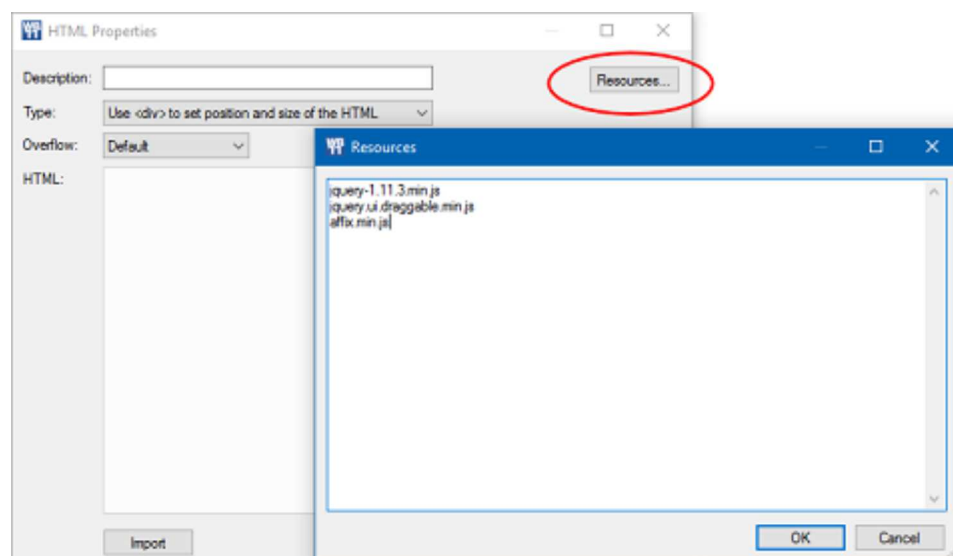 HTML Properties
Description:
Resources...
Type:
Use <div> to set position and size of the HTML
Overflow:
Default
Resources
HTML:
jquery-1.11.3.min.js
jquery.ui.draggable.min.js
affix.min.js
OK
Cancel
Import